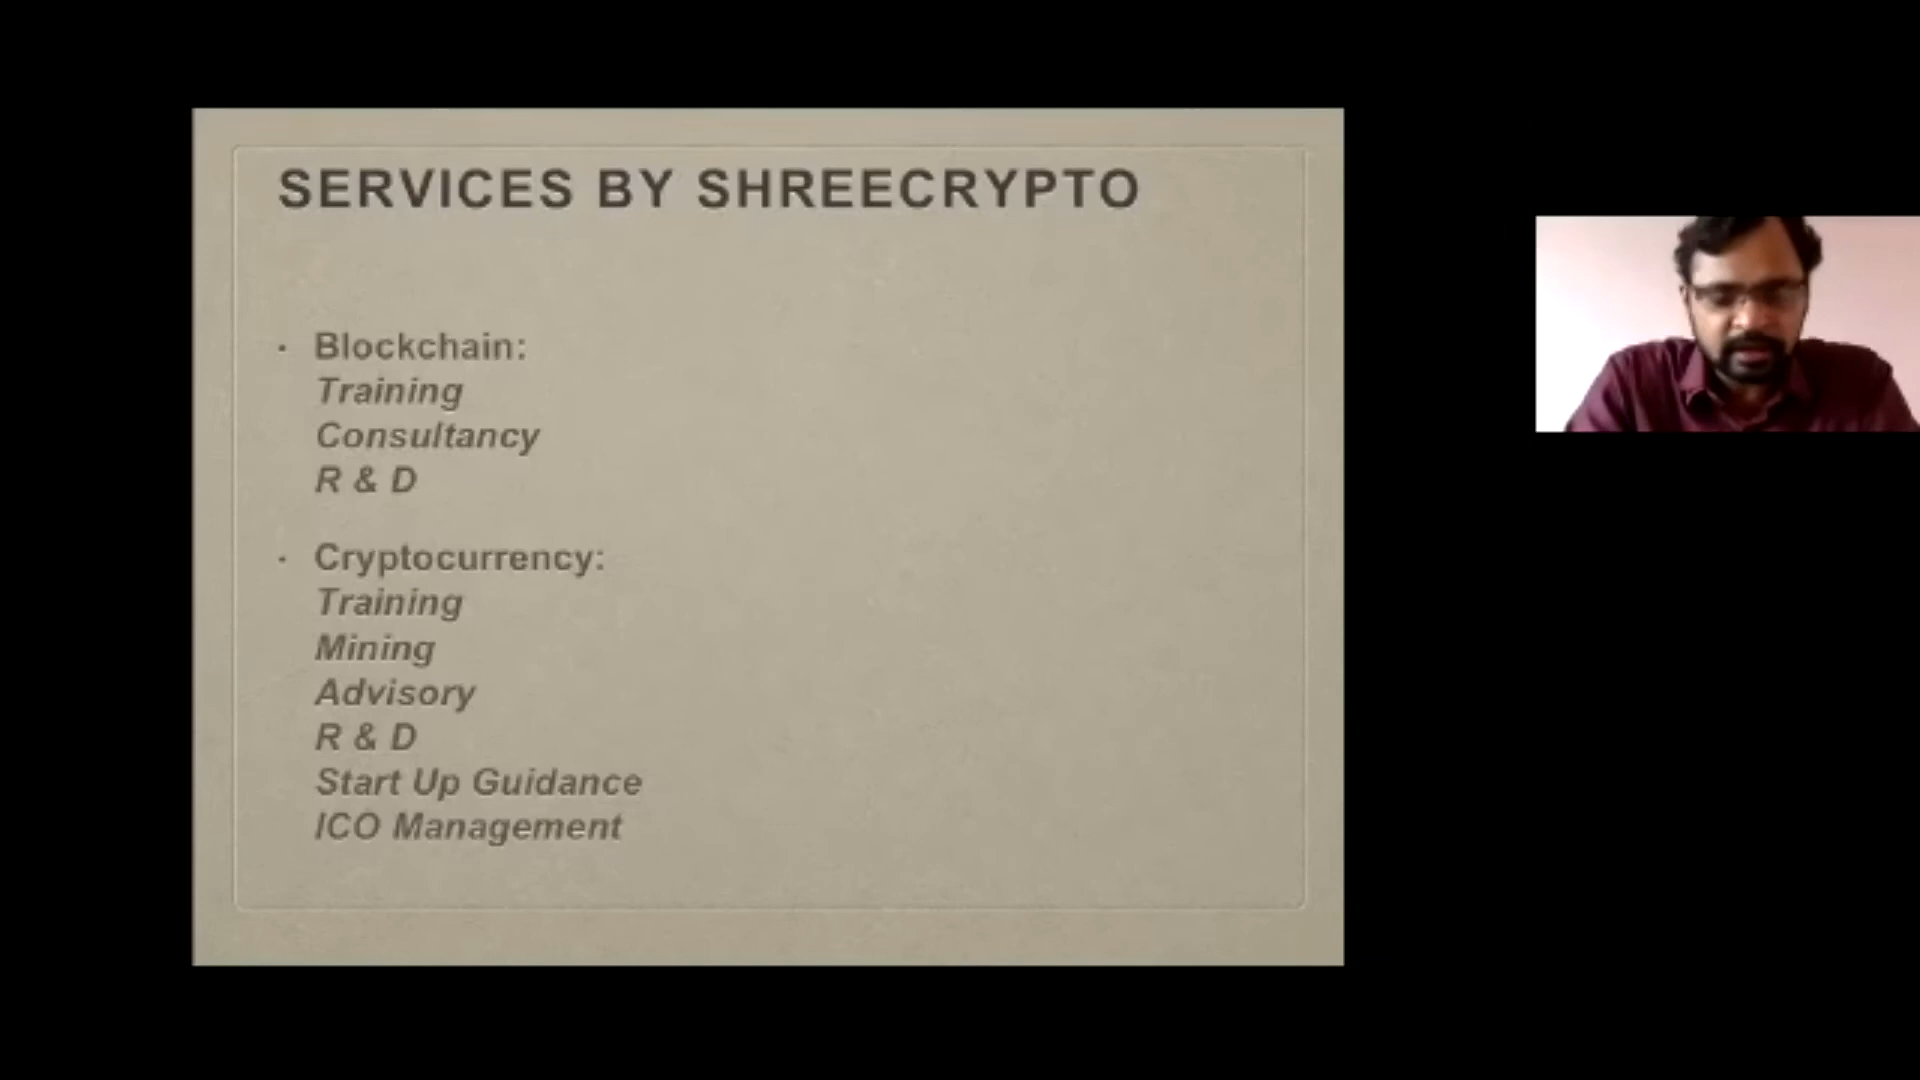 SERVICES BY SHREECRYPTO
· Blockchain:
Training
Consultancy
R & D
· Cryptocurrency:
Training
Mining
Advisory
R & D
Start Up Guidance
ICO Management